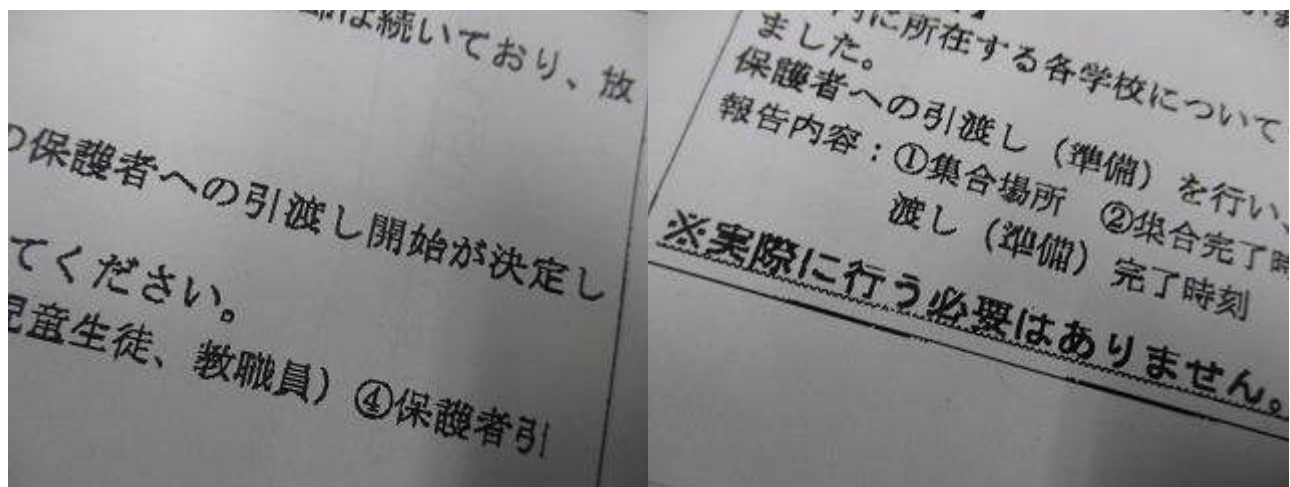 は続いており、放
の保護者への引渡し開始が決定し
てください。
児童生徒、教職員）④保護者引
内に所在する各学校について
ました。
保護者への引渡し（準備）を行い、
報告内容：①集合場所　②集合完了時
渡し（準備）完了時刻
※実際に行う必要はありません。